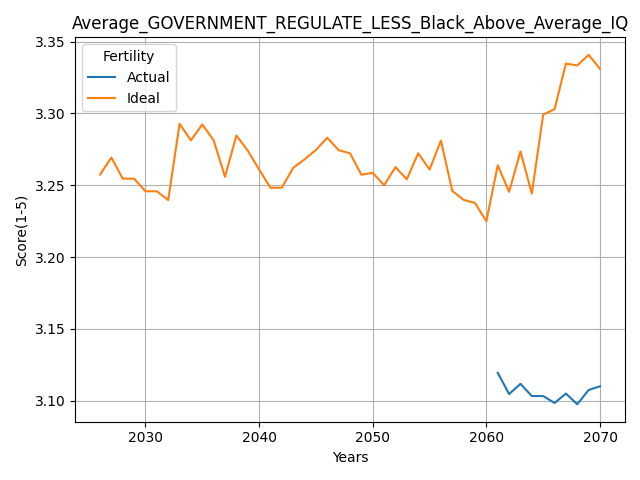 Average_GOVERNMENT_REGULATE_LESS_Black_Above_Average_IQ
Fertility
Actual
Ideal
Score(1-5)
3.35
3.30
3.25
3.20
3.15
3.10
2030
2040
2050
2060
2070
Years